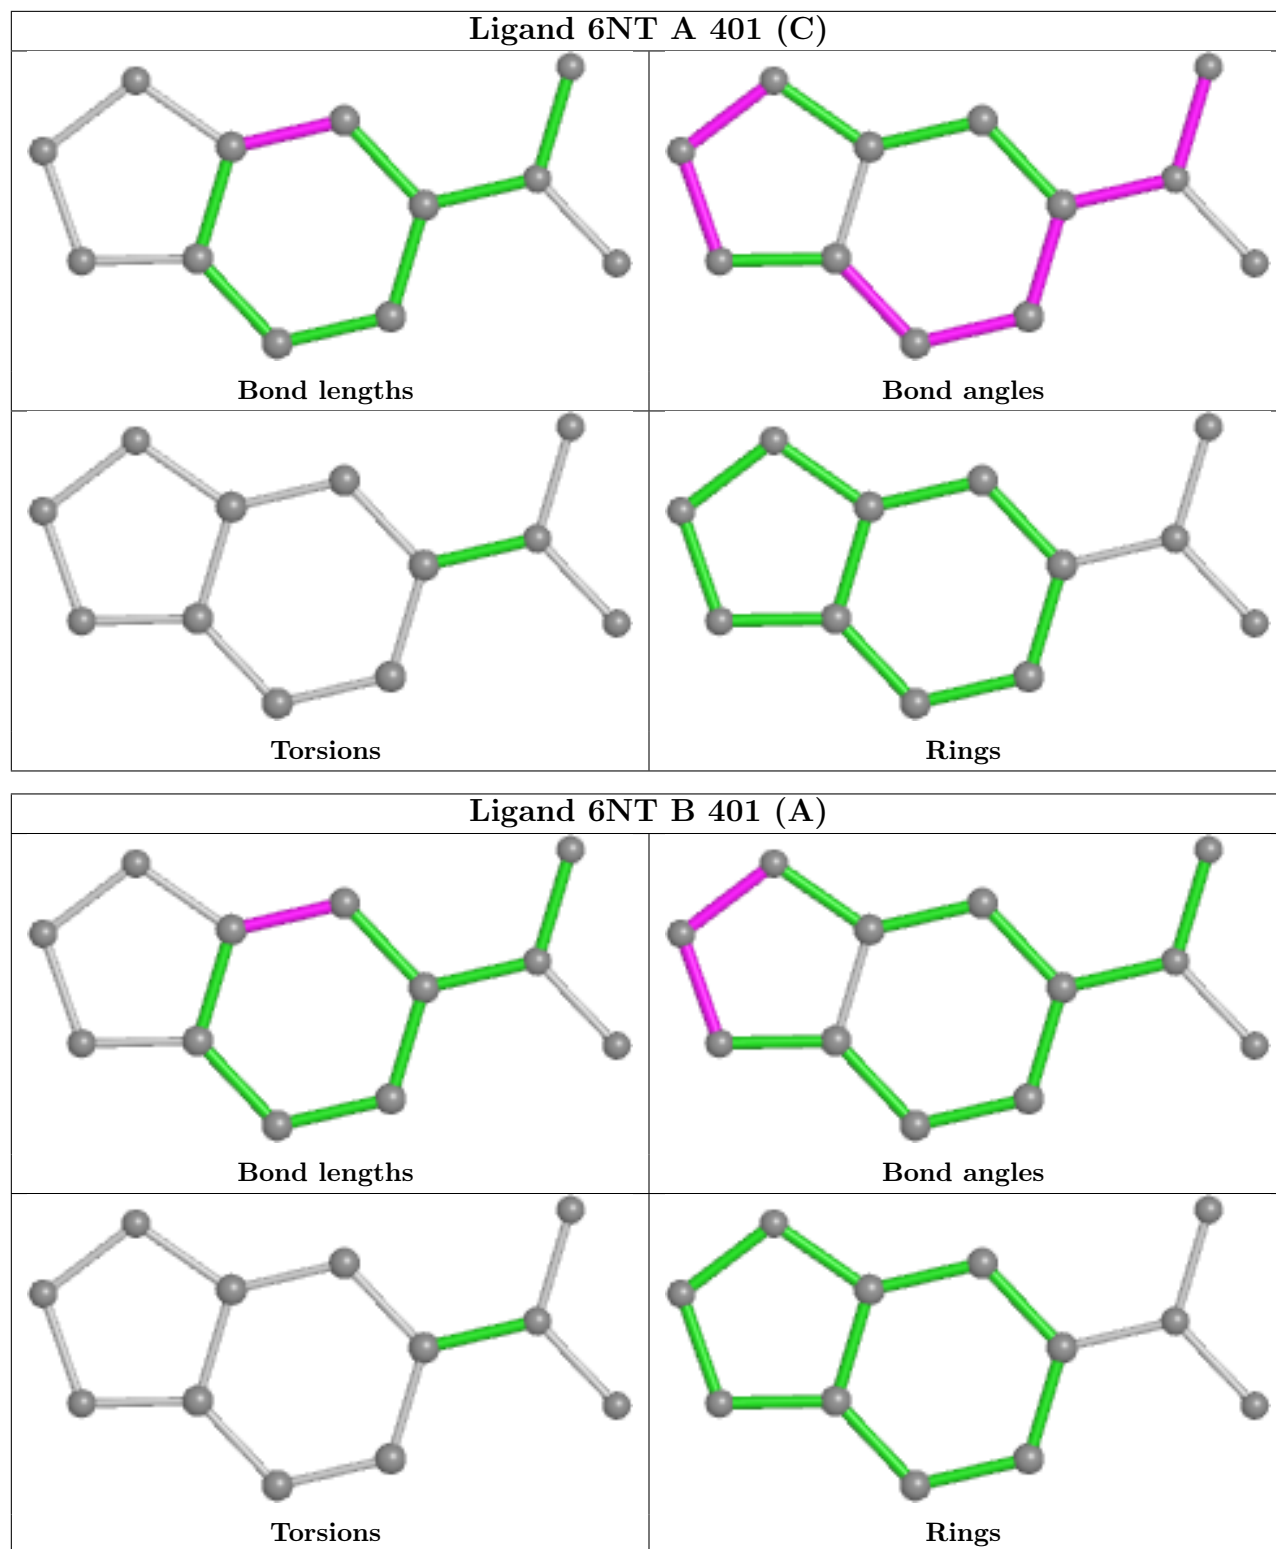 Ligand 6NT A 401 (C)
Bond lengths
Bond angles
Torsions
Rings
Ligand 6NT B 401 (A)
Bond lengths
Bond angles
Torsions
Rings